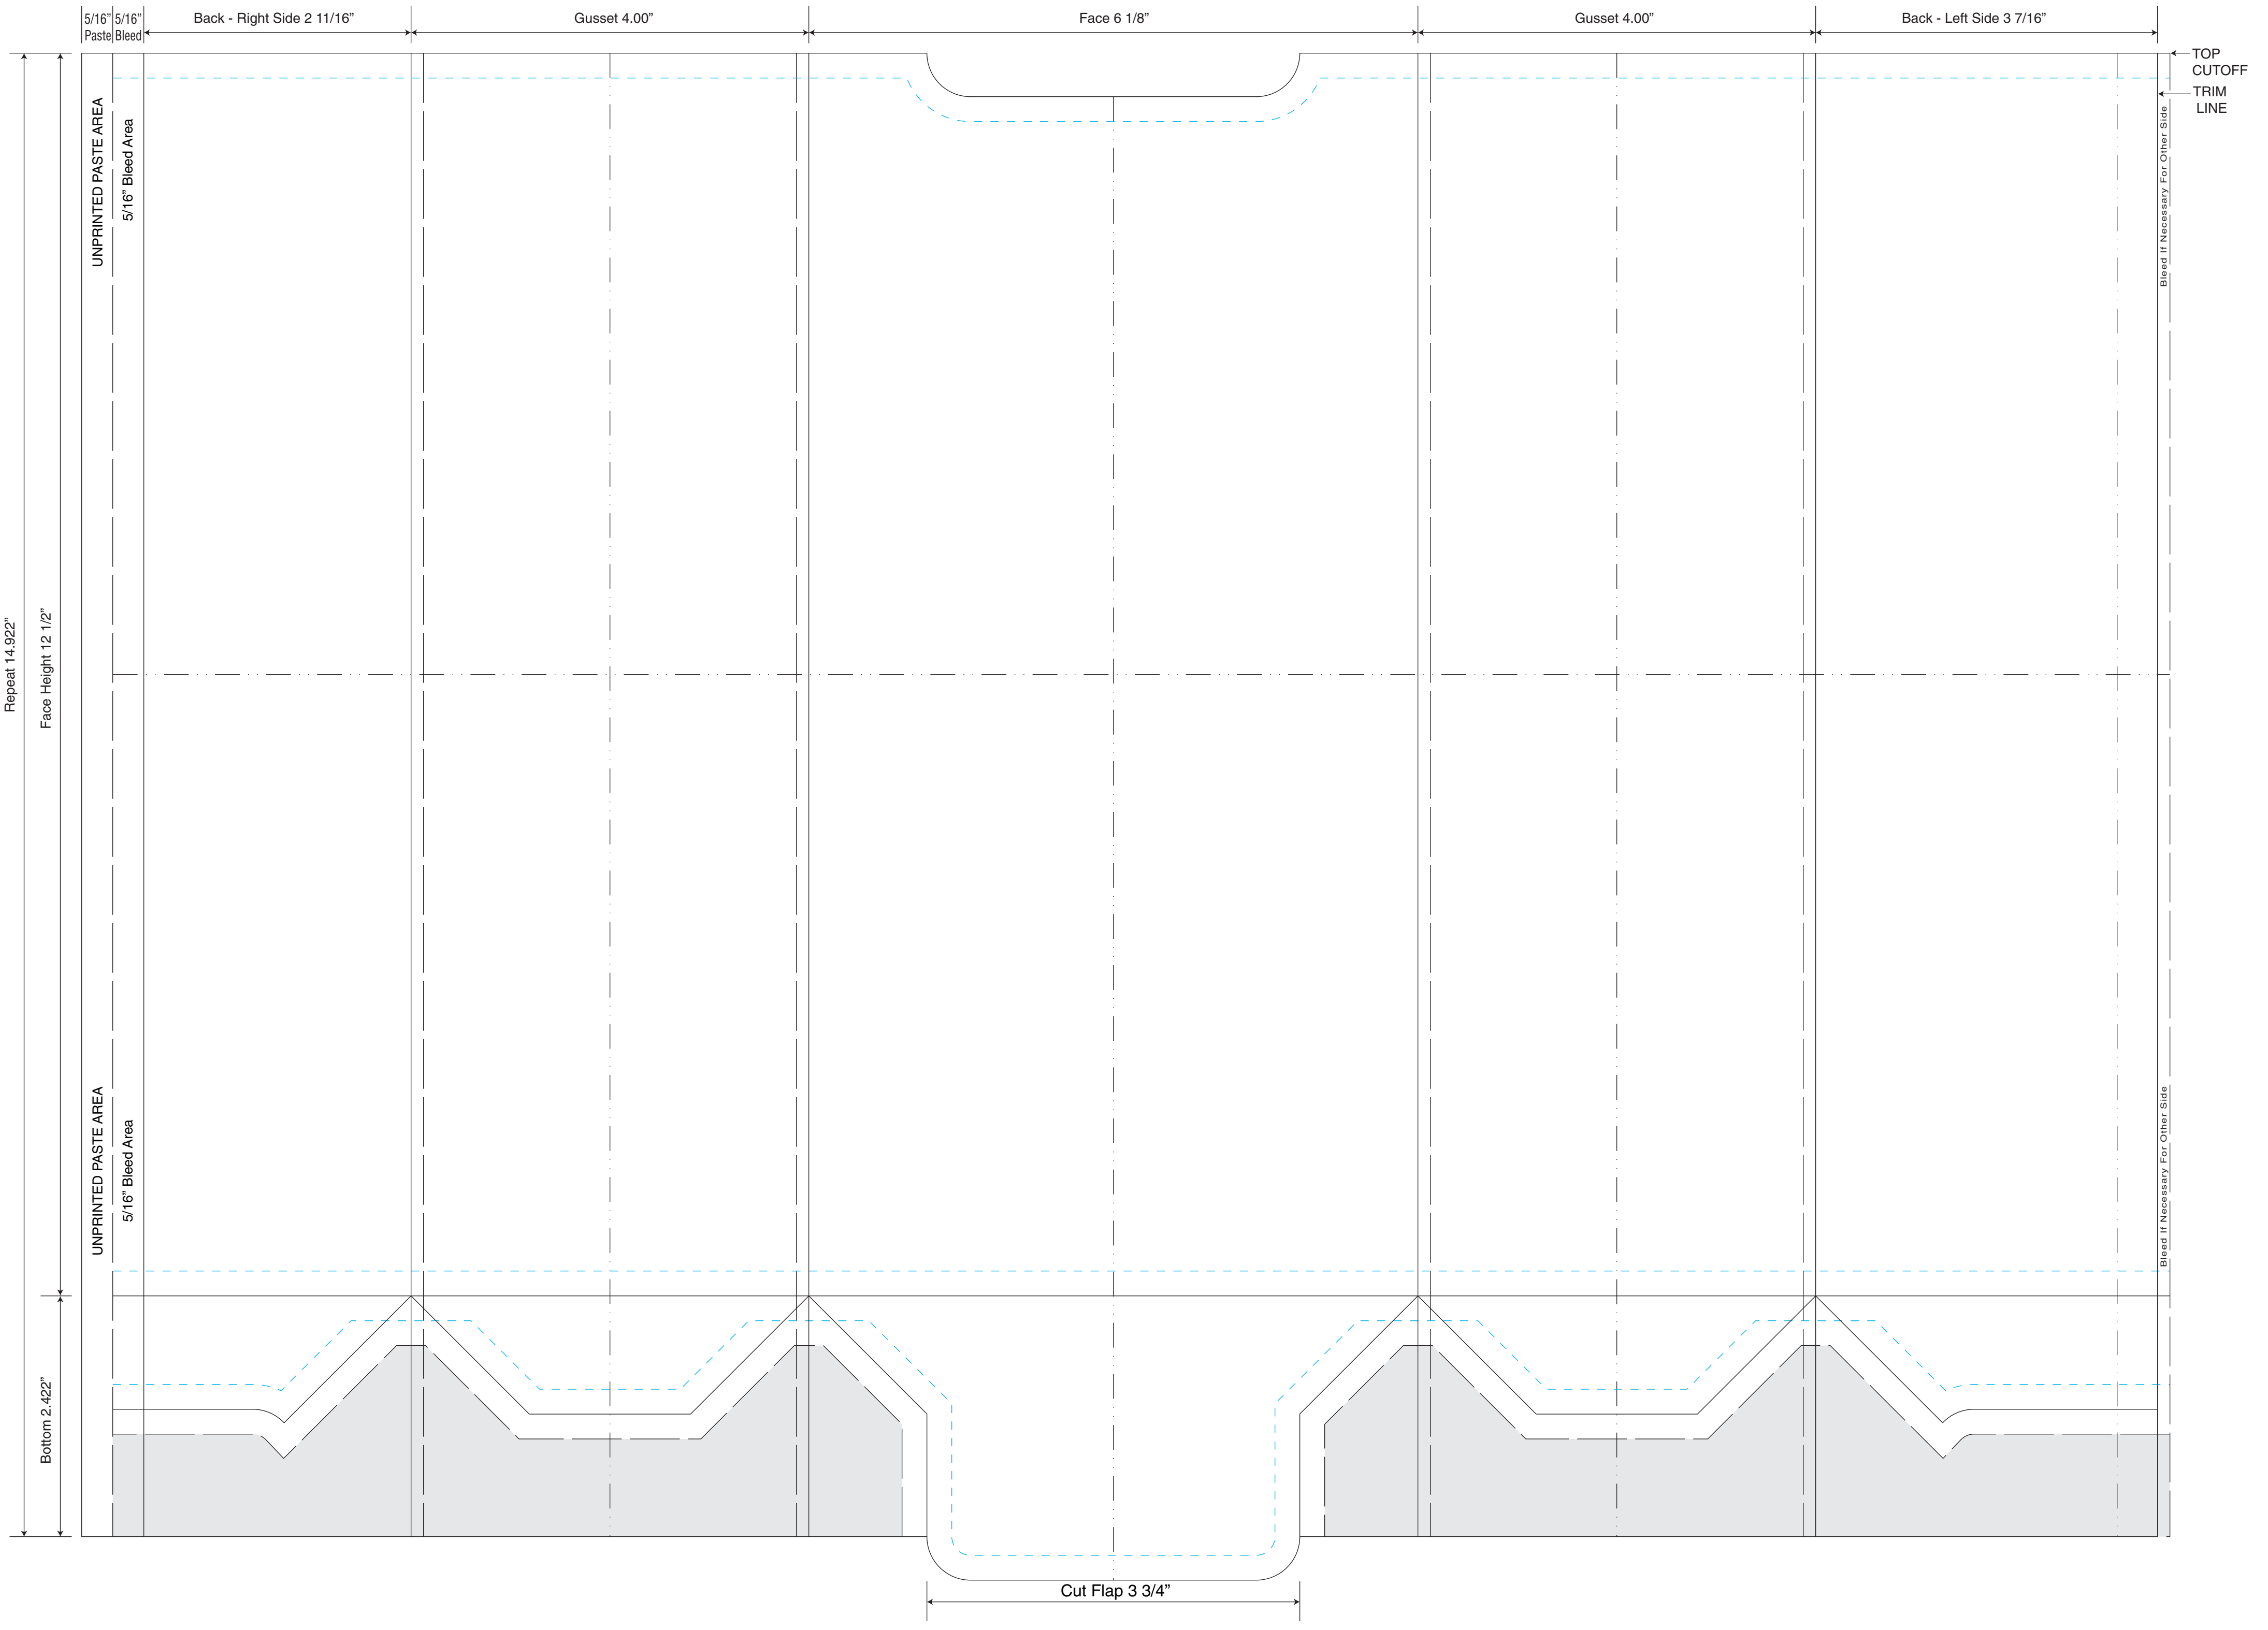 5/16” 5/16” Back - Right Side 2 11/16” Gusset 4.00” Face 6 1/8” Gusset 4.00” Back - Left Side 3 7/16”
Paste Bleed
TOP
CUTOFF
TRIM
LINE
UNPRINTED PASTE AREA
5/16” Bleed Area
Bleed If Necessary For Other Side
Repeat 14.922”
Face Height 12 1/2”
UNPRINTED PASTE AREA
5/16” Bleed Area
Bleed If Necessary For Other Side
Bottom 2.422”
Cut Flap 3 3/4”